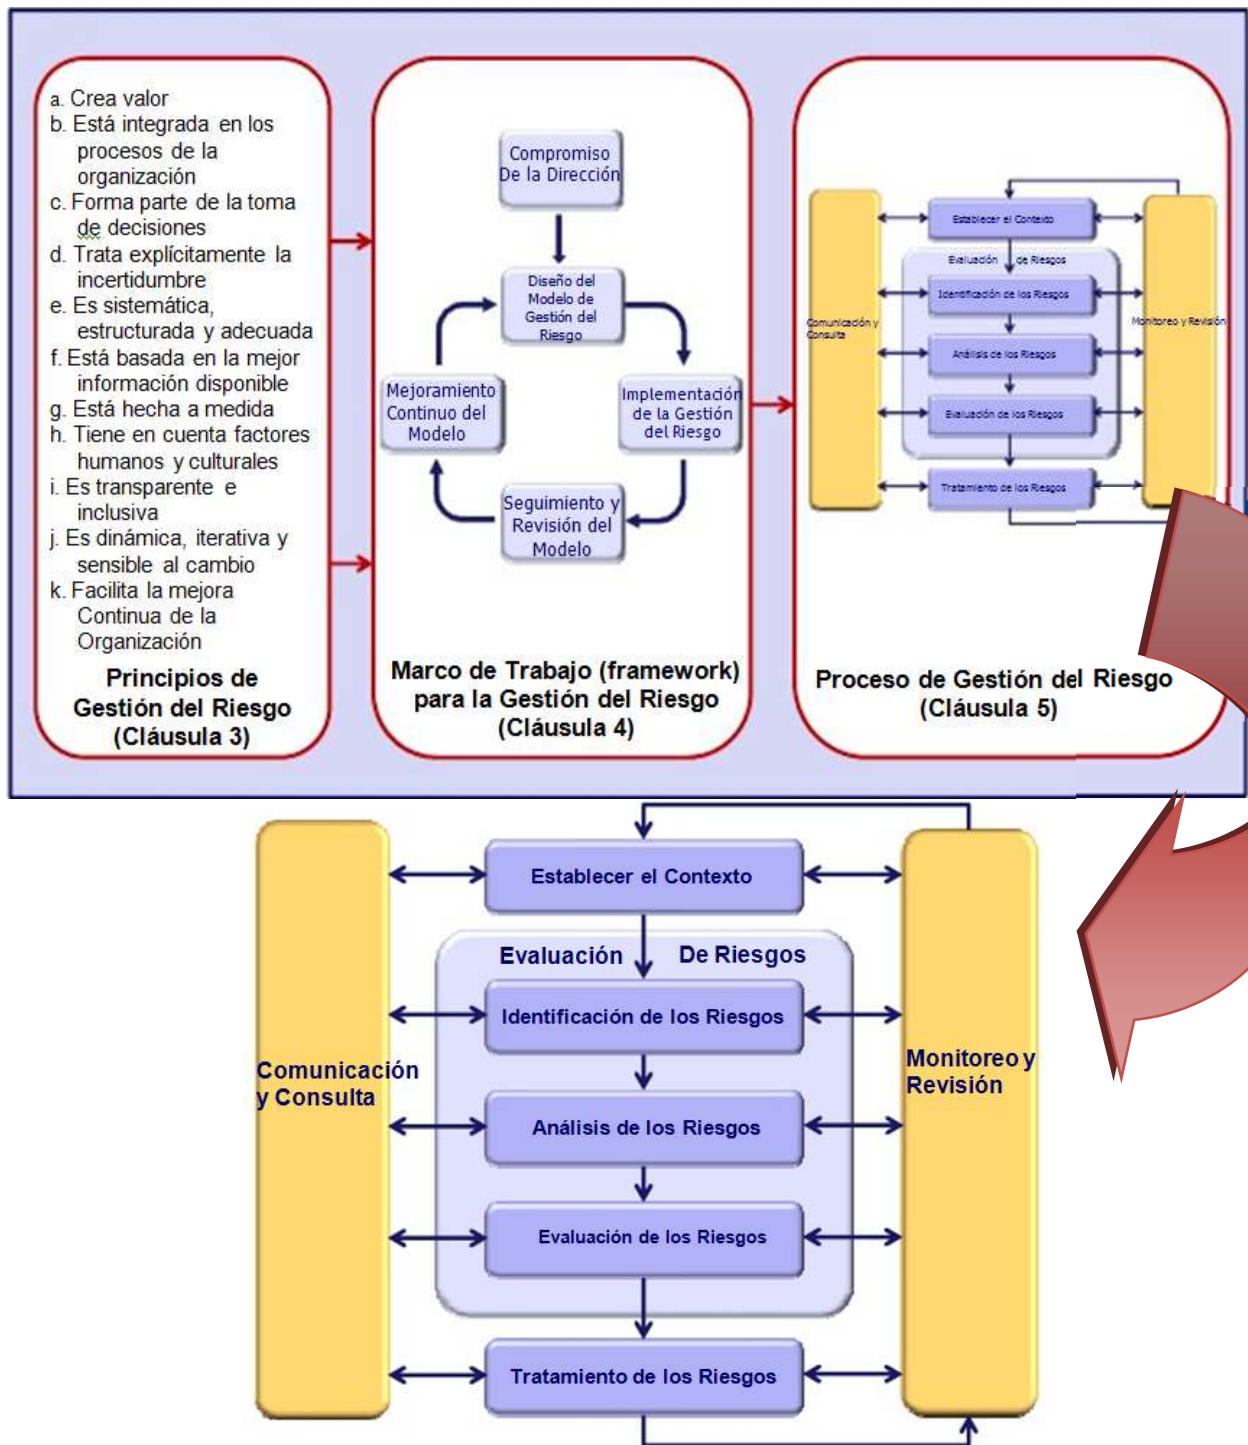 a. Crea valor
b. Está integrada en los
procesos de la
organización
c. Forma parte de la toma
de decisiones
d. Trata explícitamente la
incertidumbre
e. Es sistemática,
estructurada y adecuada
f. Está basada en la mejor
información disponible
g. Está hecha a medida
h. Tiene en cuenta factores
humanos y culturales
i. Es transparente e
inclusiva
j. Es dinámica, iterativa y
sensible al cambio
k. Facilita la mejora
Continua de la
Organización
Principios de
Gestión del Riesgo
(Cláusula 3)
Compromiso
De la Dirección
Diseño del
Modelo de
Gestión del
Riesgo
Mejoramiento
Continuo del
Modelo
Implementación
de la Gestión
del Riesgo
Seguimiento y
Revisión del
Modelo
Marco de Trabajo (framework)
para la Gestión del Riesgo
(Cláusula 4)
Establecer el Contexto
Evaluación de Riesgos
Identificación de los Riesgos
Comunicación y
Consulta
Monitoreo y Revisión
Análisis de los Riesgos
Evaluación de los Riesgos
Tratamiento de los Riesgos
Proceso de Gestión del Riesgo
(Cláusula 5)
Establecer el Contexto
Evaluación De Riesgos
Identificación de los Riesgos
Comunicación
y Consulta
Monitoreo y
Revisión
Análisis de los Riesgos
Evaluación de los Riesgos
Tratamiento de los Riesgos